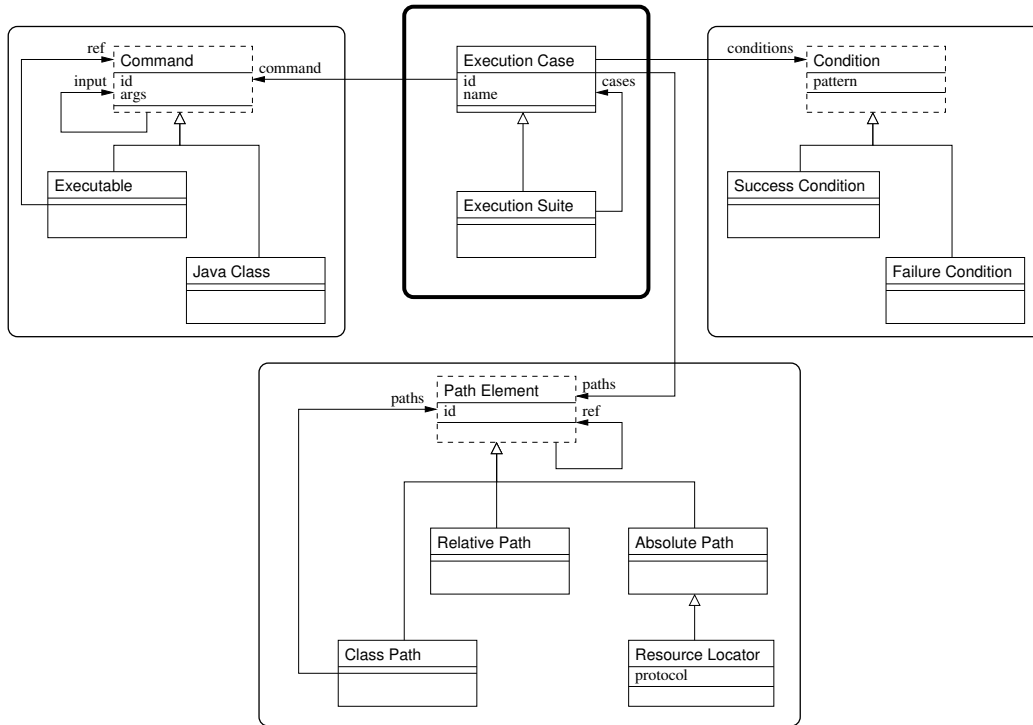 ref
Command
input
id
args
command
Executable
Java Class
Execution Case
id
name
cases
Execution Suite
conditions
Condition
pattern
Success Condition
Failure Condition
Path Element
paths
paths
id
ref
Relative Path
Absolute Path
Class Path
Resource Locator
protocol